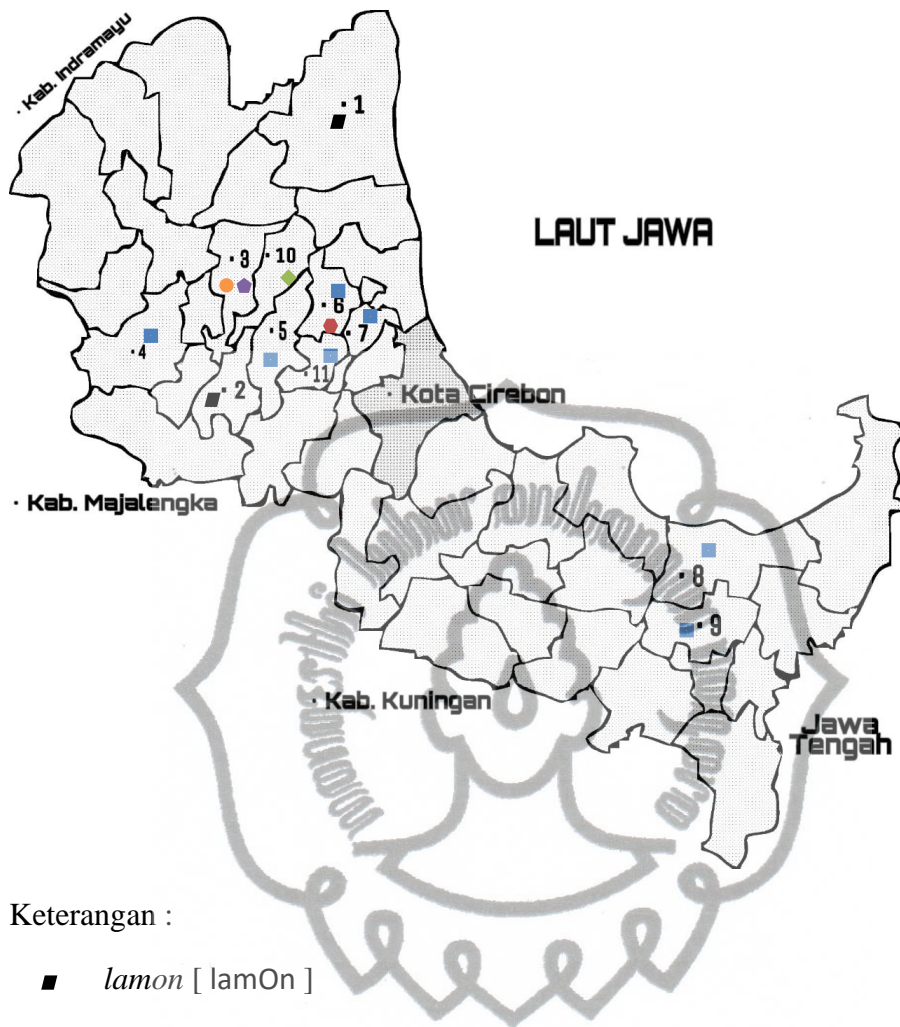 · Kab. Indramayu
· 1
LAUT JAWA
· 3
· 10
· 6
· 5
· 7
· 4
· 11
· 2
· Kota Cirebon
· Kab. Majalengka
· 8
· 9
· Kab. Kuningan
Jawa
Tengah
Keterangan :
lamon [ lamOn ]